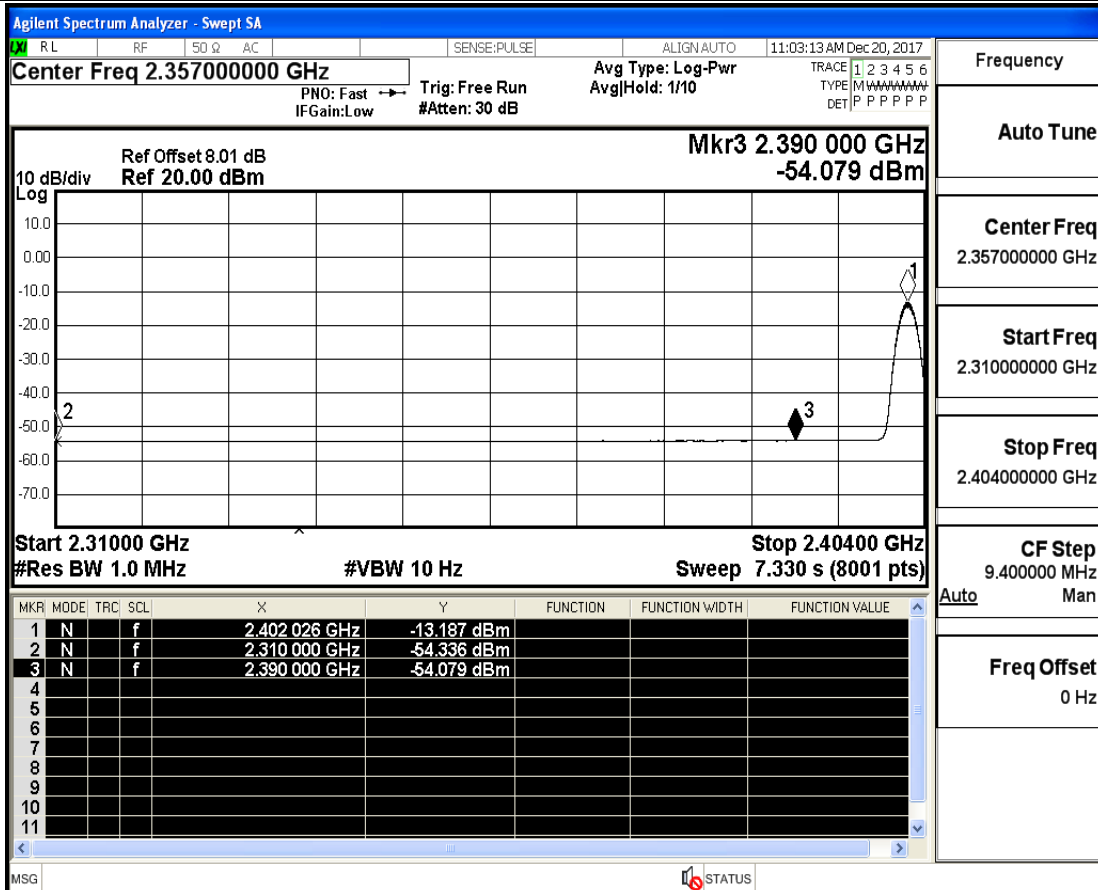 Agilent Spectrum Analyzer - Swept SA
LXI RL RF 50 Ω AC SENSE:PULSE ALIGN AUTO 11:03:13 AM Dec 20, 2017
Center Freq 2.357000000 GHz
PNO: Fast
IFGain:Low
Trig: Free Run
#Atten: 30 dB
Avg Type: Log-Pwr
Avg|Hold: 1/10
TRACE 1 2 3 4 5 6
TYPE M WWWWW
DET P P P P P P
Mkr3 2.390 000 GHz
-54.079 dBm
Ref Offset 8.01 dB
10 dB/div Ref 20.00 dBm
Log
10.0
0.00
-10.0
-20.0
-30.0
-40.0
-50.0
-60.0
-70.0
1
2
3
Start 2.31000 GHz Stop 2.40400 GHz
#Res BW 1.0 MHz #VBW 10 Hz Sweep 7.330 s (8001 pts)
MKR MODE TRC SCL X Y FUNCTION FUNCTION WIDTH FUNCTION VALUE
1 N f 2.402 026 GHz -13.187 dBm
2 N f 2.310 000 GHz -54.336 dBm
3 N f 2.390 000 GHz -54.079 dBm
4
5
6
7
8
9
10
11
MSG STATUS
Frequency
Auto Tune
Center Freq
2.357000000 GHz
Start Freq
2.310000000 GHz
Stop Freq
2.404000000 GHz
CF Step
9.400000 MHz
Auto Man
Freq Offset
0 Hz